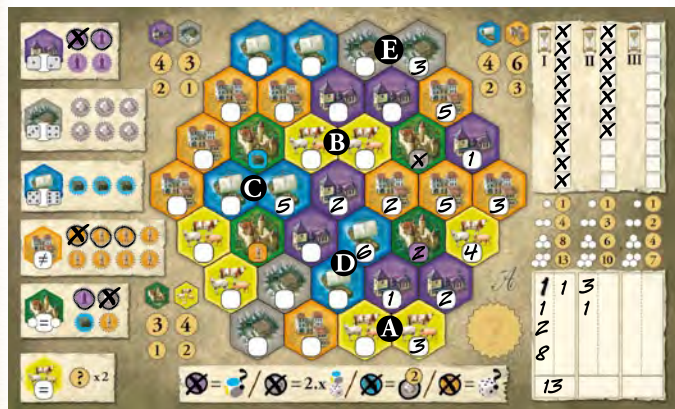 X
4 3
2 1
E
3
4 6
2 3
I II III
5
B
X
1
C
5
2
2
5
3
≠
X
6
2
4
D
=
X
3 4
1 2
1
2
A
3
A
?
1 1 1
4 3 2
8 6 4
13 10 7
1 1 3
1 1
2
8
13
= ? x2
X = ? / X = 2.x / X = 2 / X = ?